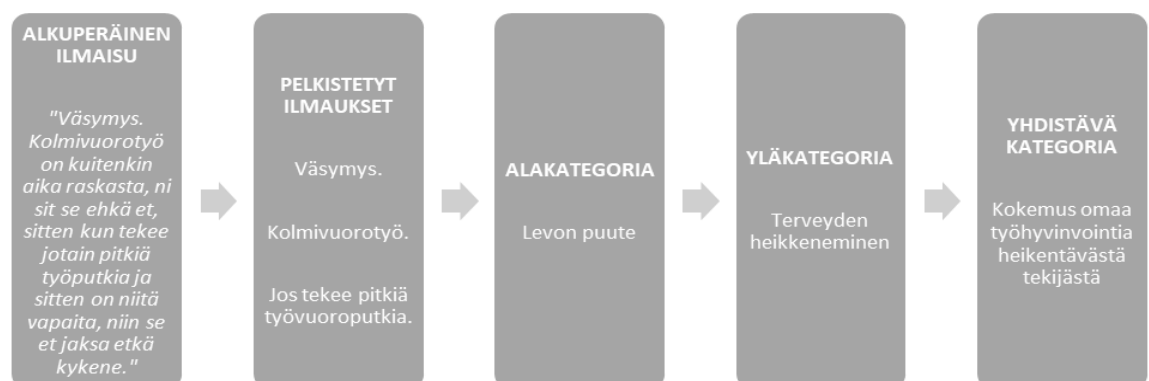 ALKUPERÄINEN
ILMAISU
"Väsymys.
Kolmivuorotyö
on kuitenkin
aika raskasta, ni
sit se ehkä et,
sitten kun tekee
jotain pitkiä
työputkia ja
sitten on niitä
vapaita, niin se
et jaksa etkä
kykene."
PELKISTETYT
ILMAUKSET
Väsymys.
Kolmivuorotyö.
Jos tekee pitkiä
työvuoroputkia.
ALAKATEGORIA
Levon puute
YLÄKATEGORIA
Terveyden
heikkeneminen
YHDISTÄVÄ
KATEGORIA
Kokemus omaa
työhyvinvointia
heikentävästä
tekijästä